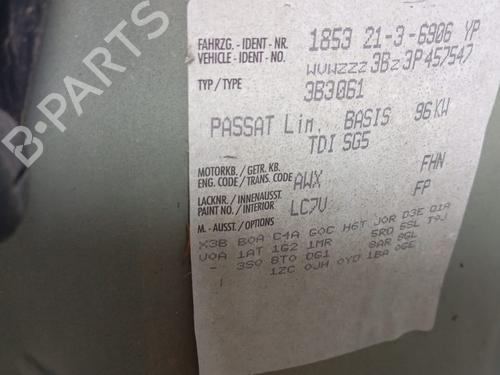 FAHRZG. - IDENT - NR. 1853 21-3-6906 YP
VEHICLE - IDENT - NO. WVWZZZ3BZ3P457547
TYP / TYPE 3B3061
PASSAT Lim. BASIS 96KW
TDI SG5
MOTORKB. / GETR. KB.
ENG. CODE / TRANS. CODE AWX FHN
LACKNR. / INNENAUSST.
PAINT NO. / INTERIOR LC7V FP
M. - AUSST. / OPTIONS
X3B B0A C4A G0C H6T J0R D3E 0IA
V0A 1AT 1G2 1MR 5RD 5SL T9J
- 3S0 8T0 0G1 8AR 8GL
1ZC 0JH 0YD 1BA 0GE
B-PARTS